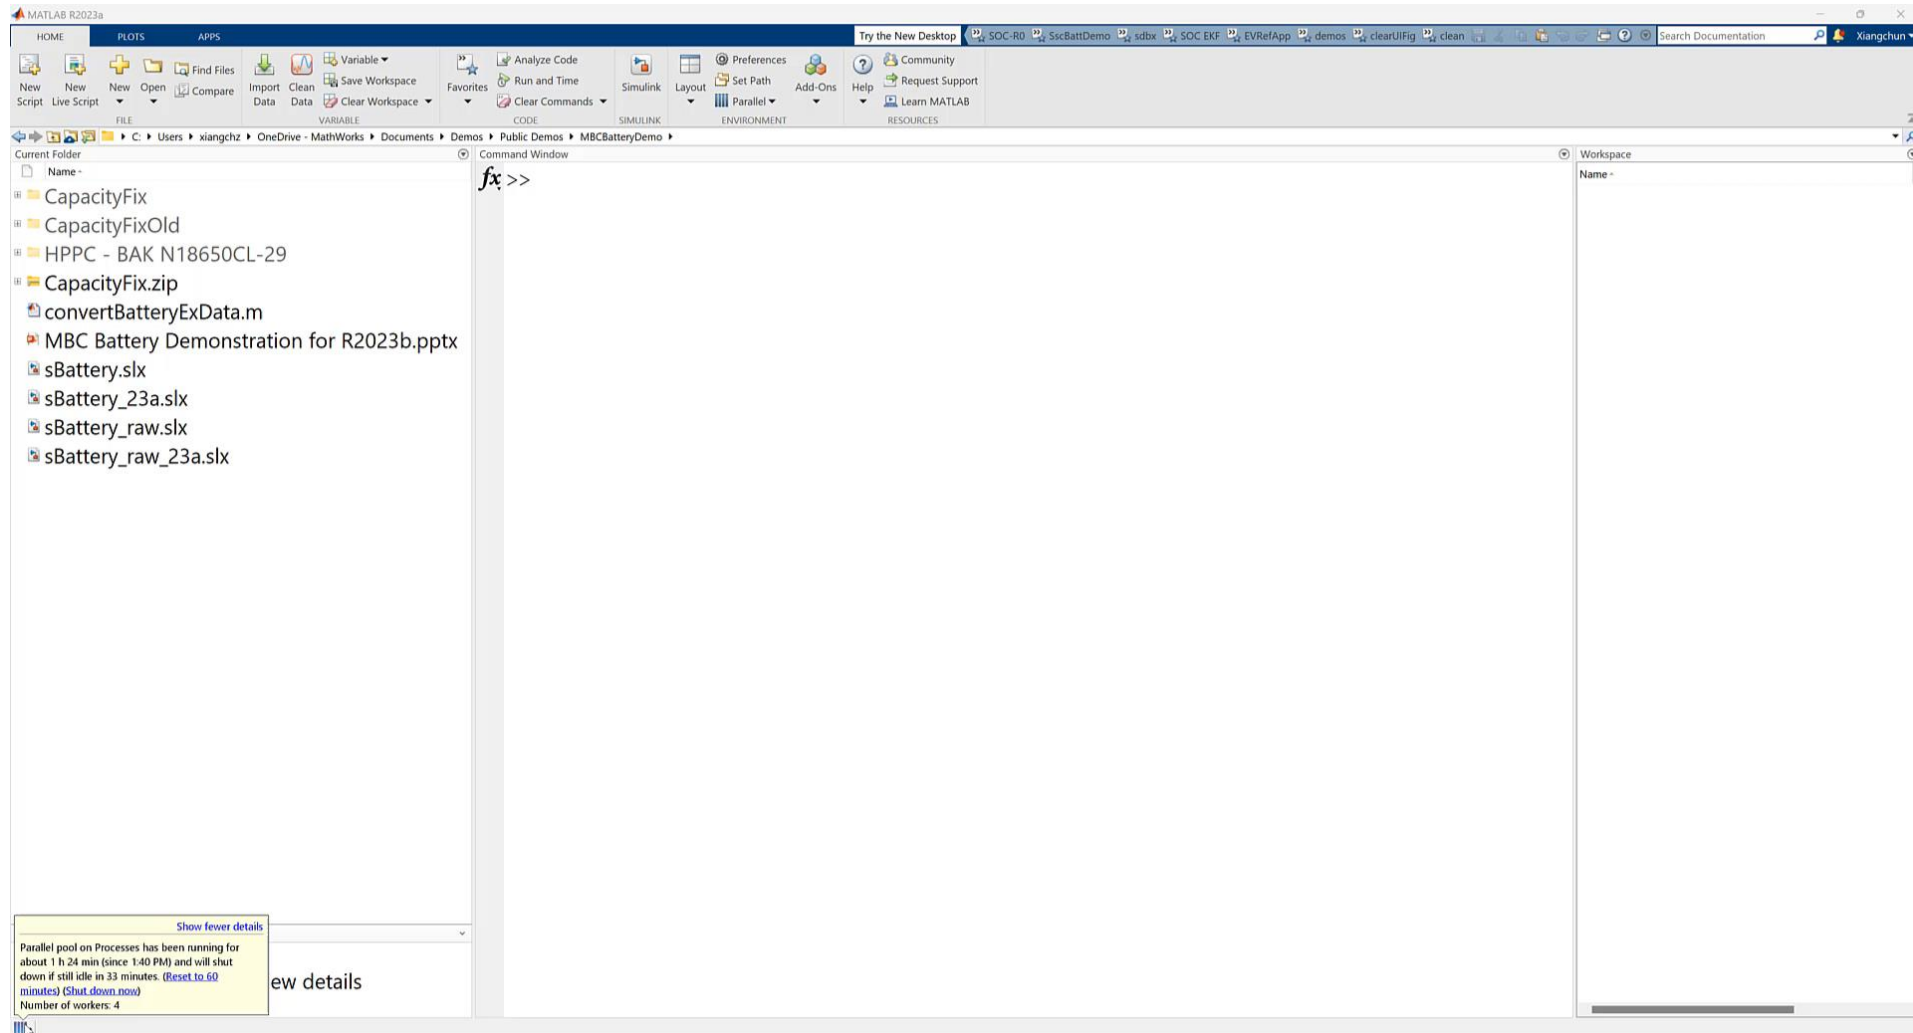 MATLAB R2023a
HOME PLOTS APPS
Try the New Desktop SOC-R0 SscBattDemo sdbx SOC EKF EVRefApp demos clearUIFig clean Search Documentation Xiangchun
New Script
New Live Script
New
Open
Find Files
Compare
FILE
Import Data
Clean Data
Variable
Save Workspace
Clear Workspace
VARIABLE
Favorites
Analyze Code
Run and Time
Clear Commands
CODE
Simulink
SIMULINK
Layout
Preferences
Set Path
Parallel
Add-Ons
ENVIRONMENT
Help
Community
Request Support
Learn MATLAB
RESOURCES
C: Users xiangchz OneDrive - MathWorks Documents Demos Public Demos MBCBatteryDemo
Current Folder
Name
CapacityFix
CapacityFixOld
HPPC - BAK N18650CL-29
CapacityFix.zip
convertBatteryExData.m
MBC Battery Demonstration for R2023b.pptx
sBattery.slx
sBattery_23a.slx
sBattery_raw.slx
sBattery_raw_23a.slx
Show fewer details
Parallel pool on Processes has been running for
about 1 h 24 min (since 1:40 PM) and will shut
down if still idle in 33 minutes. (Reset to 60
minutes) (Shut down now)
Number of workers: 4
ew details
Command Window
fx >>
Workspace
Name